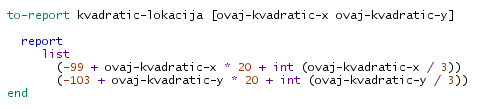 to-report kvadratic-lokacija [ovaj-kvadratic-x ovaj-kvadratic-y]
report
list
(-99 + ovaj-kvadratic-x * 20 + int (ovaj-kvadratic-x / 3))
(-103 + ovaj-kvadratic-y * 20 + int (ovaj-kvadratic-y / 3))
end